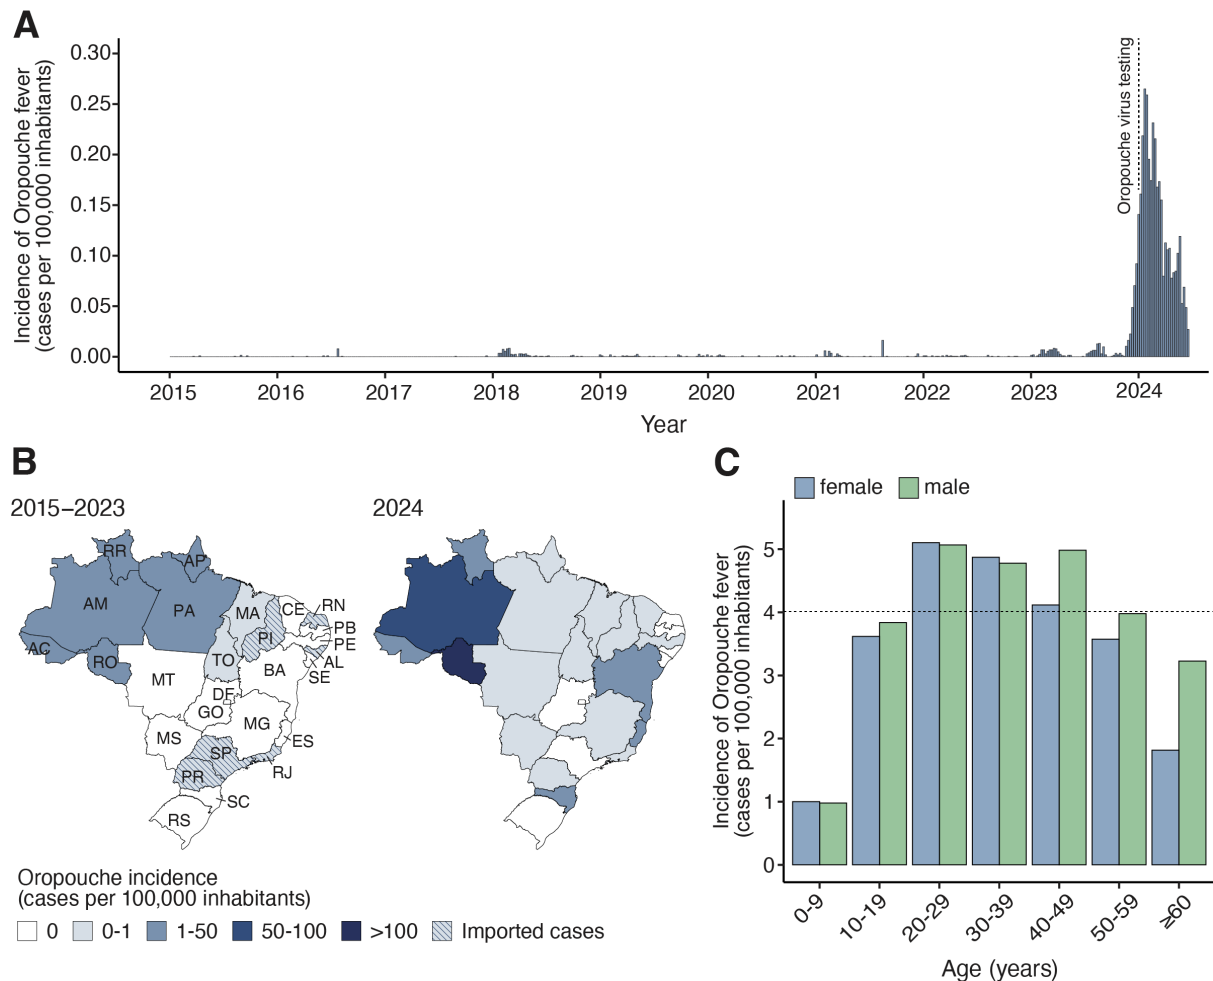 A
Incidence of Oropouche fever
(cases per 100,000 inhabitants)
0.30
0.25
0.20
0.15
0.10
0.05
0.00
Oropouche virus testing
2015 2016 2017 2018 2019 2020 2021 2022 2023 2024
Year
B
2015–2023
2024
RR
AP
AM
PA
MA
CE
RN
PB
PI
PE
AC
RO
TO
AL
SE
MT
BA
DF
GO
MG
MS
ES
SP
RJ
PR
SC
RS
Oropouche incidence
(cases per 100,000 inhabitants)
0 0-1 1-50 50-100 >100 Imported cases
C
female male
Incidence of Oropouche fever
(cases per 100,000 inhabitants)
5
4
3
2
1
0
0-9 10-19 20-29 30-39 40-49 50-59 ≥60
Age (years)